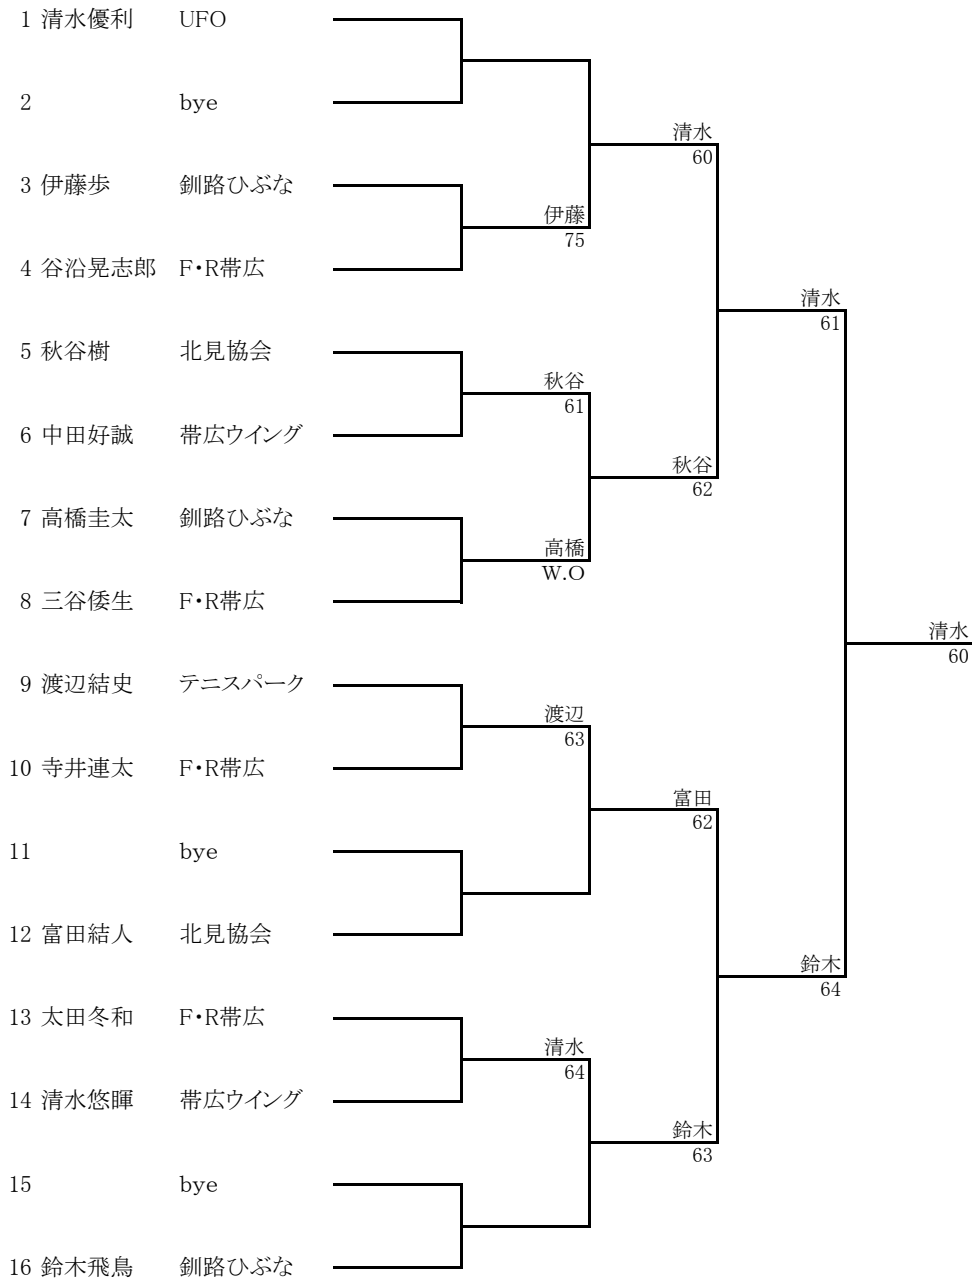 1 清水優利 UFO
2 bye
清水
60
3 伊藤歩 釧路ひぶな
伊藤
75
4 谷沿晃志郎 F・R帯広
清水
61
5 秋谷樹 北見協会
秋谷
61
6 中田好誠 帯広ウイング
秋谷
62
7 高橋圭太 釧路ひぶな
高橋
W.O
8 三谷倭生 F・R帯広
清水
60
9 渡辺結史 テニスパーク
渡辺
63
10 寺井連太 F・R帯広
富田
62
11 bye
12 富田結人 北見協会
鈴木
64
13 太田冬和 F・R帯広
清水
64
14 清水悠暉 帯広ウイング
鈴木
63
15 bye
16 鈴木飛鳥 釧路ひぶな